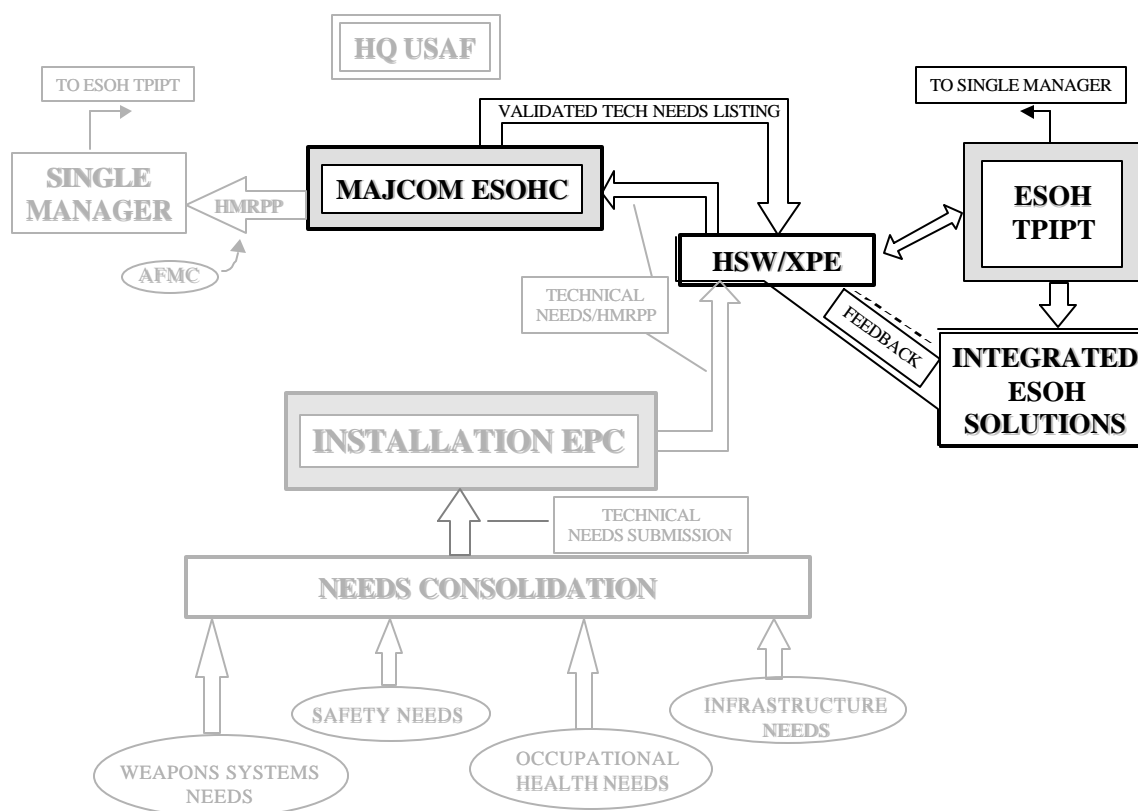 HQ USAF
TO ESOH TPIPT
TO SINGLE MANAGER
VALIDATED TECH NEEDS LISTING
SINGLE
MANAGER
HMRPP
MAJCOM ESOHC
ESOH
TPIPT
AFMC
HSW/XPE
TECHNICAL
NEEDS/HMRPP
FEEDBACK
INTEGRATED
ESOH
SOLUTIONS
INSTALLATION EPC
TECHNICAL
NEEDS SUBMISSION
NEEDS CONSOLIDATION
SAFETY NEEDS
INFRASTRUCTURE
NEEDS
WEAPONS SYSTEMS
NEEDS
OCCUPATIONAL
HEALTH NEEDS